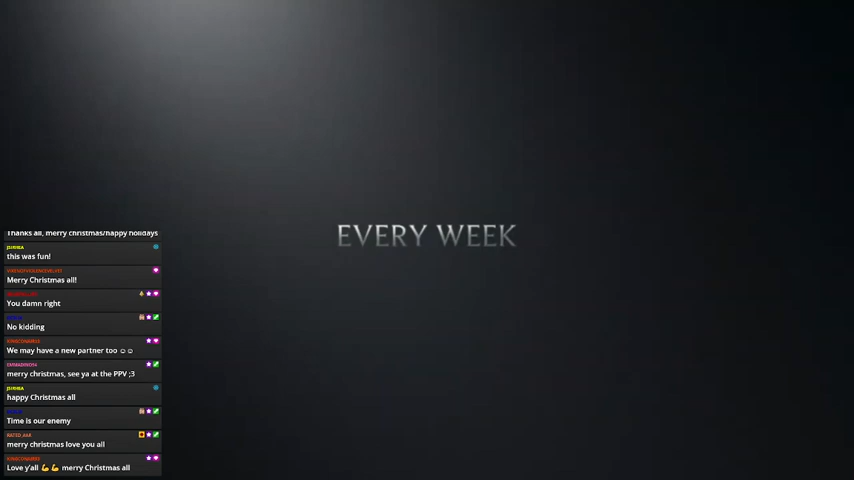 EVERY WEEK
Thanks all, merry christmas/happy holidays
this was fun!
Merry Christmas all!
You damn right
No kidding
We may have a new partner too ☺☺
EMMADINO14
merry christmas, see ya at the PPV ;3
happy Christmas all
Time is our enemy
merry christmas love you all
Love y'all 💪💪 merry Christmas all